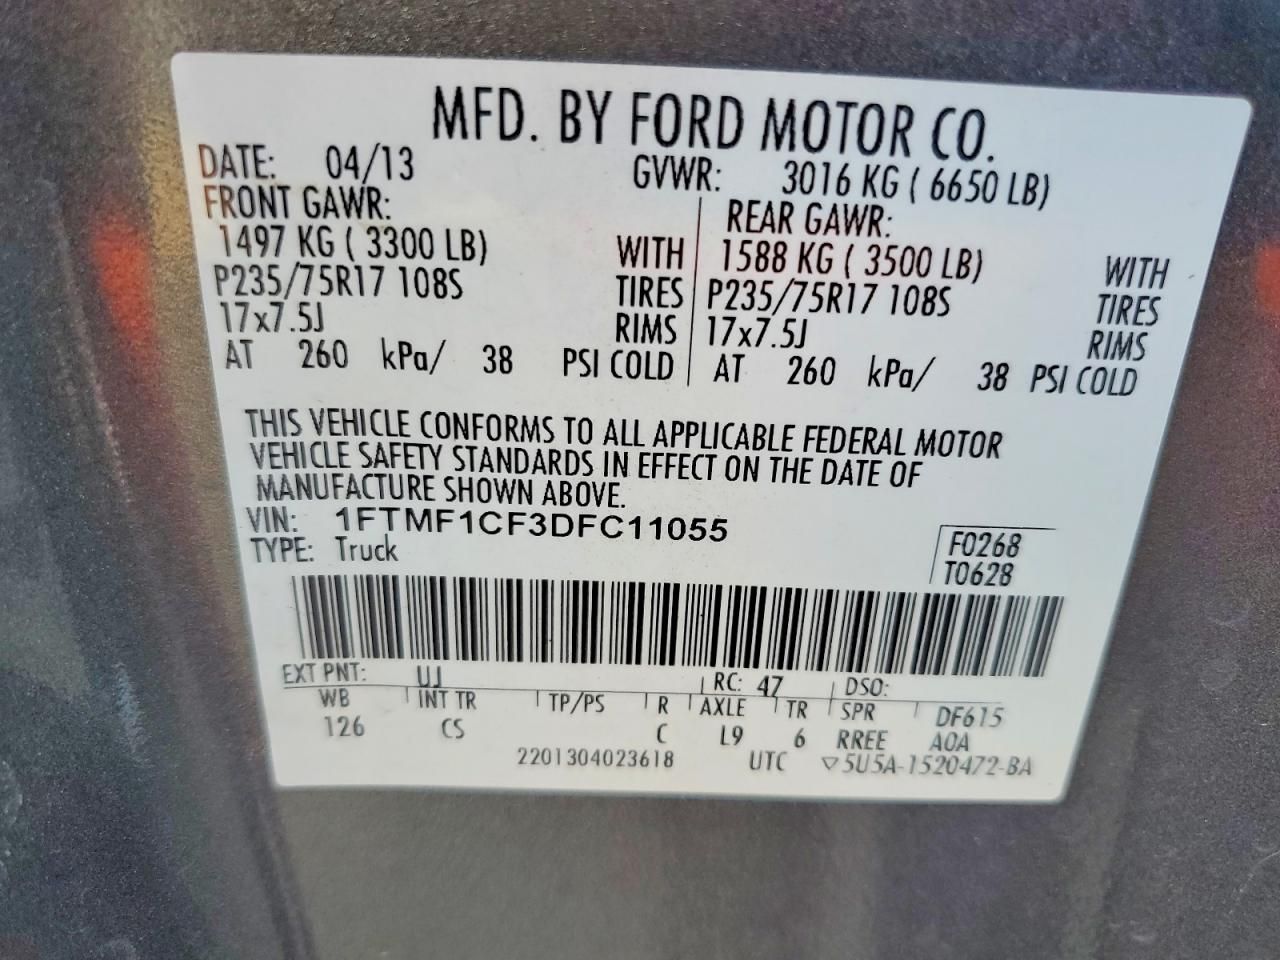 MFD. BY FORD MOTOR CO.
DATE: 04/13 GVWR: 3016 KG ( 6650 LB)
FRONT GAWR: REAR GAWR:
1497 KG ( 3300 LB) WITH 1588 KG ( 3500 LB) WITH
P235/75R17 108S TIRES P235/75R17 108S TIRES
17x7.5J RIMS 17x7.5J RIMS
AT 260 kPa/ 38 PSI COLD AT 260 kPa/ 38 PSI COLD
THIS VEHICLE CONFORMS TO ALL APPLICABLE FEDERAL MOTOR
VEHICLE SAFETY STANDARDS IN EFFECT ON THE DATE OF
MANUFACTURE SHOWN ABOVE.
VIN: 1FTMF1CF3DFC11055
TYPE: Truck
F0268
T0628
EXT PNT: UJ RC: 47 DSO:
WB INT TR TP/PS R AXLE TR SPR DF615
126 CS C L9 6 RREE A0A
2201304023618 UTC ▽5U5A-1520472-BA